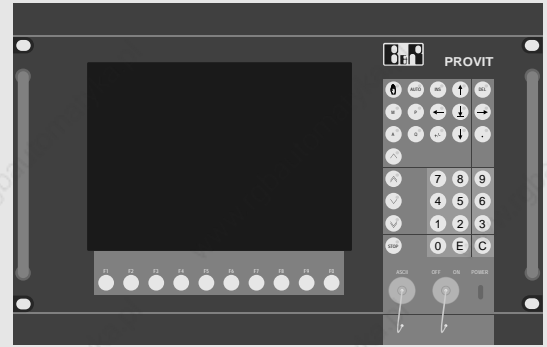 B&R
PROVIT
AUTO INS DEL
M P
A Q +/- .
7 8 9
4 5 6
1 2 3
STOP 0 E C
F1 F2 F3 F4 F5 F6 F7 F8 F9 F0
OFF ON POWER